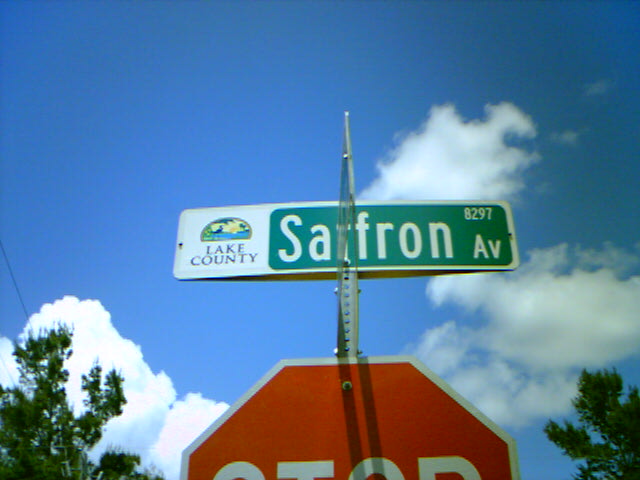 8297
LAKE
COUNTY
Saffron Av
STOP